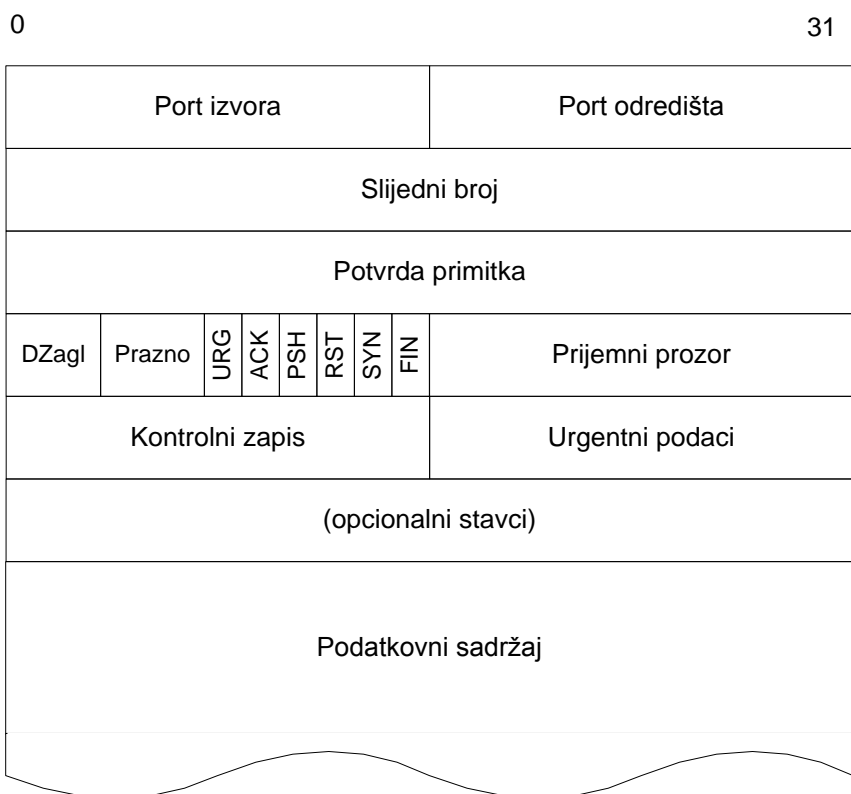 0 31
Port izvora Port odredišta
Slijedni broj
Potvrda primitka
DZagl Prazno URG ACK PSH RST SYN FIN Prijemni prozor
Kontrolni zapis Urgentni podaci
(opcionalni stavci)
Podatkovni sadržaj